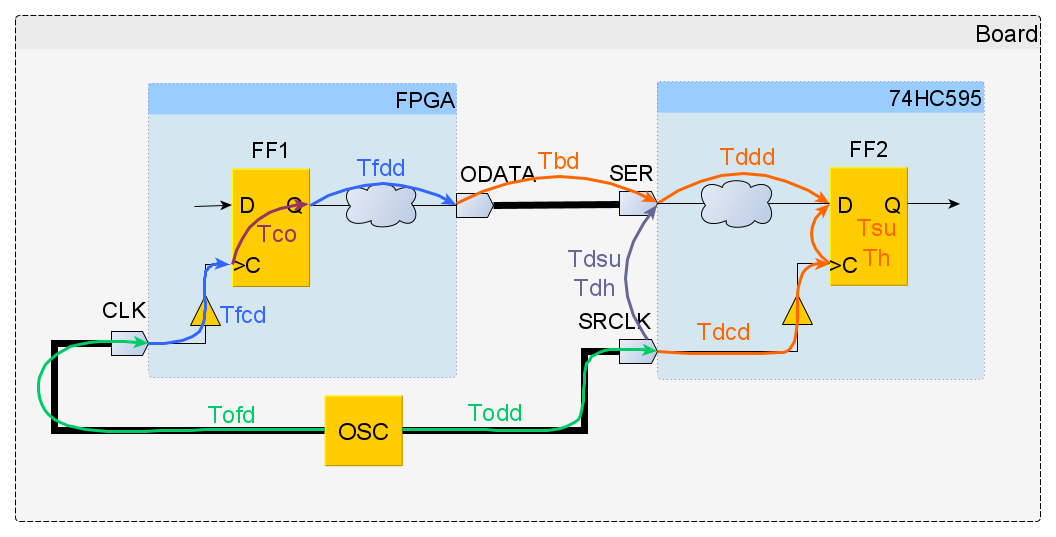 Board
FPGA
74HC595
FF1
FF2
Tfdd
Tbd
Tddd
ODATA
SER
D
Q
D
Q
Tco
Tsu
>C
Th
>C
Tdsu
Tdh
CLK
Tfcd
SRCLK
Tdcd
Tofd
Todd
OSC